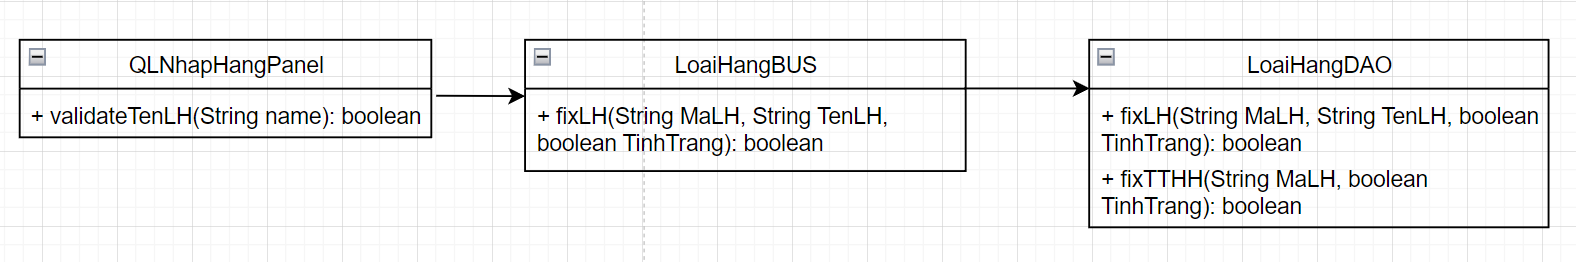 QLNhapHangPanel
+ validateTenLH(String name): boolean
LoaiHangBUS
+ fixLH(String MaLH, String TenLH,
boolean TinhTrang): boolean
LoaiHangDAO
+ fixLH(String MaLH, String TenLH, boolean
TinhTrang): boolean
+ fixTTHH(String MaLH, boolean
TinhTrang): boolean